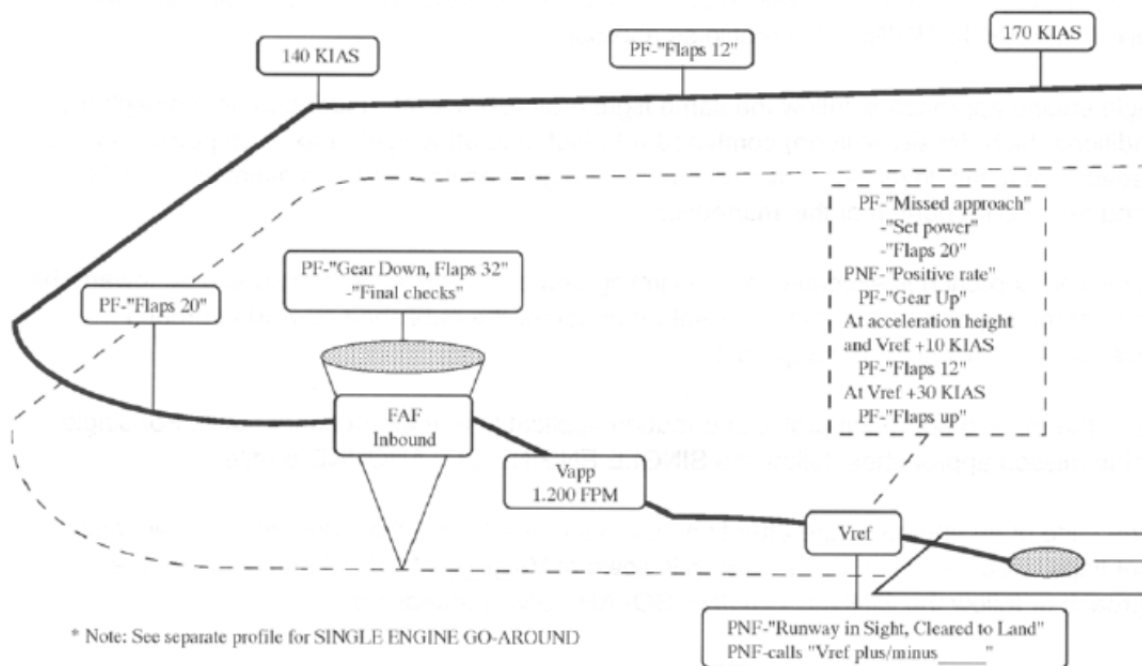 140 KIAS
PF-"Flaps 12"
170 KIAS
PF-"Missed approach"
-"Set power"
-"Flaps 20"
PNF-"Positive rate"
PF-"Gear Up"
At acceleration height
and Vref +10 KIAS
PF-"Flaps 12"
At Vref +30 KIAS
PF-"Flaps up"
PF-"Gear Down, Flaps 32"
-"Final checks"
PF-"Flaps 20"
FAF
Inbound
Vapp
1.200 FPM
Vref
PNF-"Runway in Sight, Cleared to Land"
PNF-calls "Vref plus/minus_____"
* Note: See separate profile for SINGLE ENGINE GO-AROUND